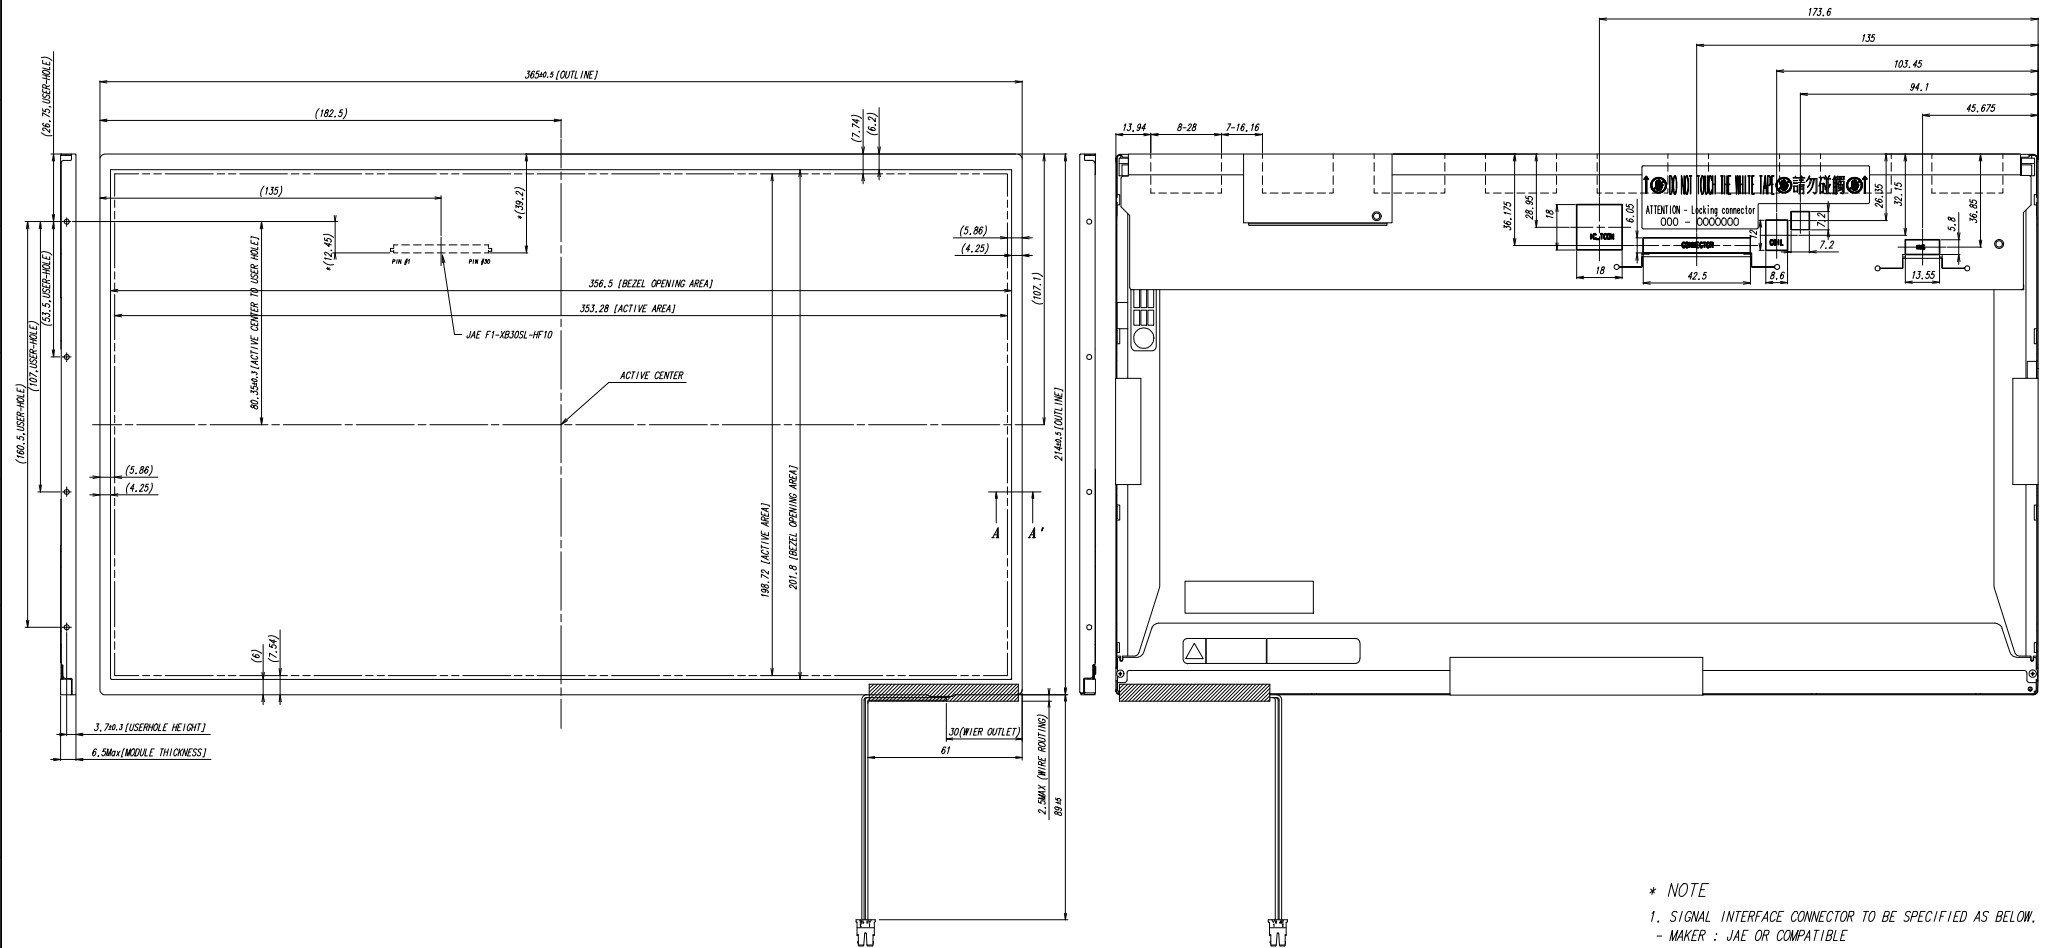 173.6
135
103.45
94.1
45.675
365±0.5 [OUTLINE]
(182.5)
(7.74)
(6.2)
(26.75,USER-HOLE)
13.94
8-28
7-16.16
(135)
*(39.2)
*(12.45)
PIN #1
PIN #30
(5.86)
(4.25)
356.5 [BEZEL OPENING AREA]
353.28 [ACTIVE AREA]
JAE F1-XB30SL-HF10
ACTIVE CENTER
(107.1)
(53.5,USER-HOLE)
(107,USER-HOLE)
(160.5,USER-HOLE)
80.35±0.3 [ACTIVE CENTER TO USER HOLE]
(5.86)
(4.25)
198.72 [ACTIVE AREA]
201.8 [BEZEL OPENING AREA]
214±0.5 [OUTLINE]
A
A'
(6)
(7.54)
3.7±0.3 [USERHOLE HEIGHT]
6.5Max[MODULE THICKNESS]
30(WIER OUTLET)
61
2.5MAX (WIRE ROUTING)
89±5
36.175
28.95
18
18
6.05
DO NOT TOUCH THE WHITE TAPE 請勿碰觸
ATTENTION - Locking connector
000 - 0000000
CONNECTOR
42.5
12
COIL
8.6
7.2
7.2
26.35
32.15
36.85
5.8
13.55
* NOTE
1. SIGNAL INTERFACE CONNECTOR TO BE SPECIFIED AS BELOW.
- MAKER : JAE OR COMPATIBLE